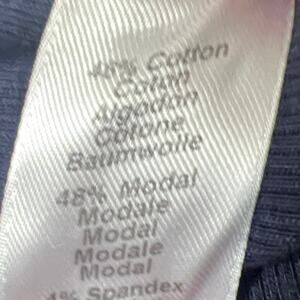 48% Cotton
Coton
Algodon
Cotone
Baumwolle
48% Modal
Modale
Modal
Modale
Modal
4% Spandex